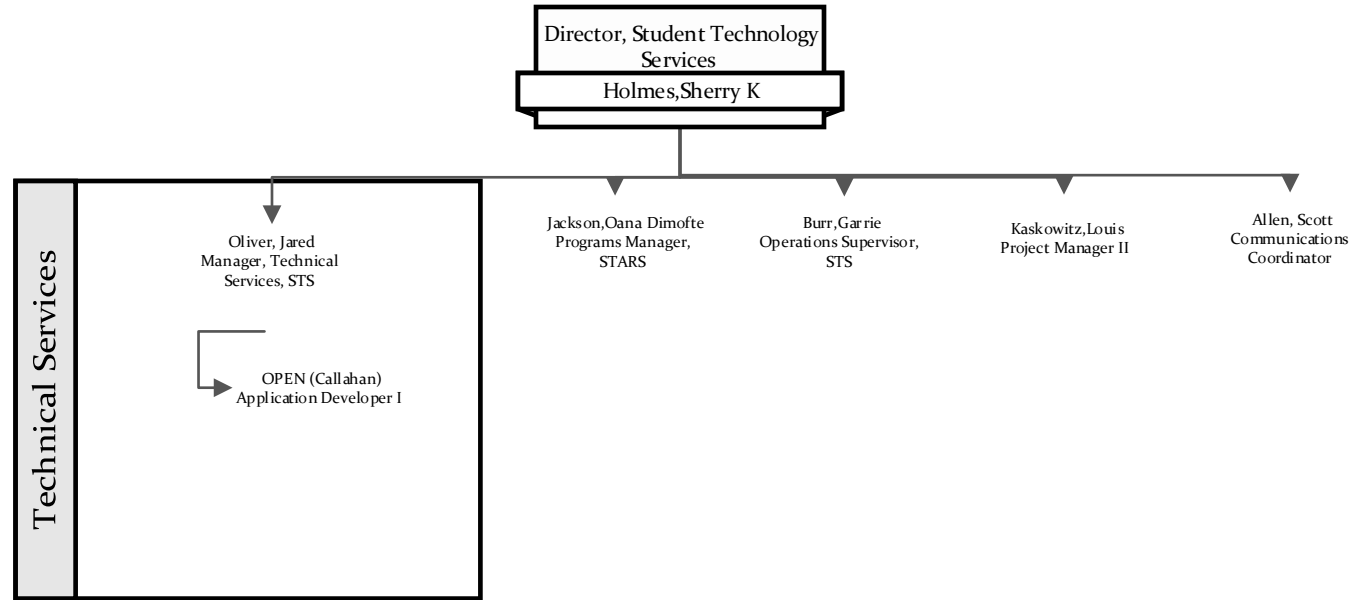 Director, Student Technology
Services
Holmes,Sherry K
Technical Services
Oliver, Jared
Manager, Technical
Services, STS
OPEN (Callahan)
Application Developer I
Jackson,Oana Dimofte
Programs Manager,
STARS
Burr,Garrie
Operations Supervisor,
STS
Kaskowitz,Louis
Project Manager II
Allen, Scott
Communications
Coordinator